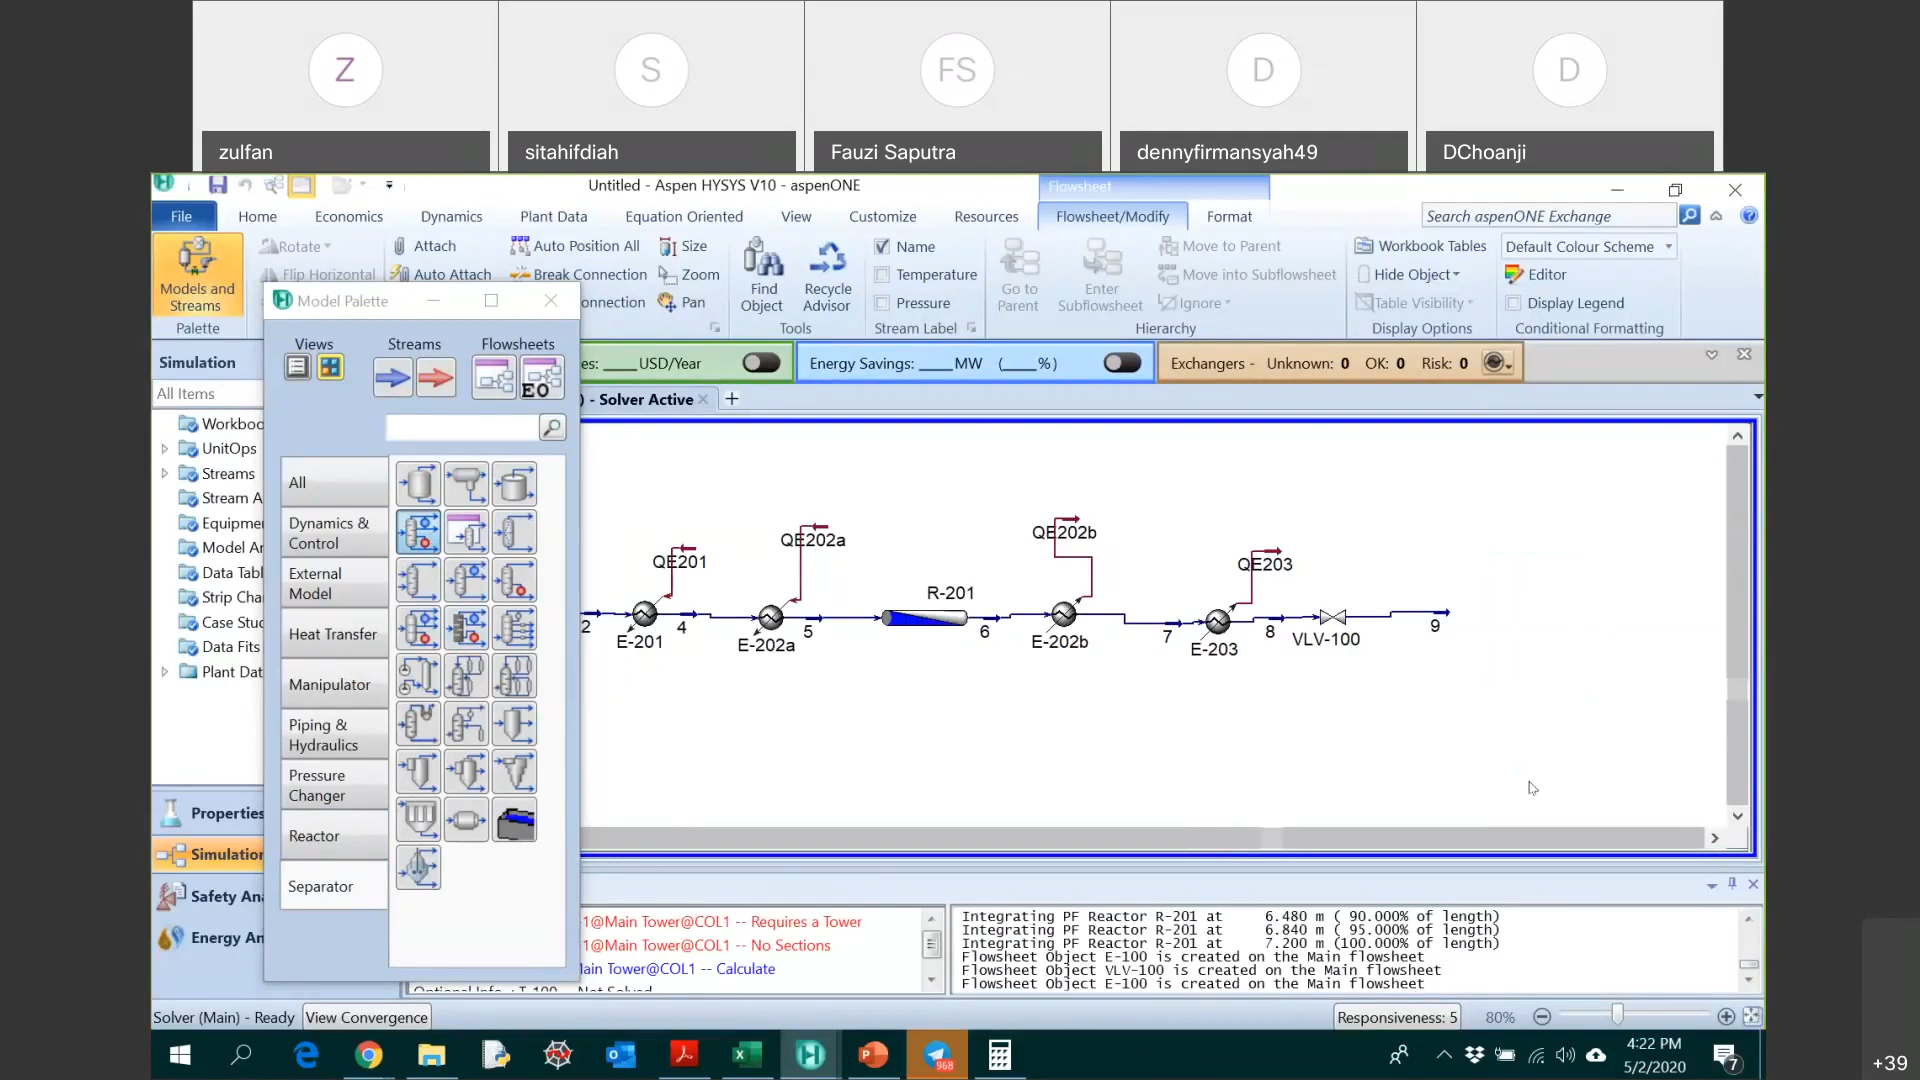 Z
S
FS
D
D
zulfan
sitahifdiah
Fauzi Saputra
dennyfirmansyah49
DChoanji
Untitled - Aspen HYSYS V10 - aspenONE
Flowsheet
File
Home
Economics
Dynamics
Plant Data
Equation Oriented
View
Customize
Resources
Flowsheet/Modify
Format
Search aspenONE Exchange
Models and
Streams
Palette
Rotate
Flip Horizontal
Attach
Auto Attach
Auto Position All
Break Connection
onnection
Size
Zoom
Pan
Find
Object
Recycle
Advisor
Tools
Name
Temperature
Pressure
Stream Label
Go to
Parent
Enter
Subflowsheet
Move to Parent
Move into Subflowsheet
Ignore
Hierarchy
Workbook Tables
Hide Object
Table Visibility
Display Options
Default Colour Scheme
Editor
Display Legend
Conditional Formatting
Model Palette
Views
Streams
Flowsheets
EO
All
Dynamics &
Control
External
Model
Heat Transfer
Manipulator
Piping &
Hydraulics
Pressure
Changer
Reactor
Separator
Simulation
All Items
Workboo
UnitOps
Streams
Stream A
Equipme
Model Ar
Data Tabl
Strip Cha
Case Stud
Data Fits
Plant Dat
Properties
Simulation
Safety Ana
Energy An
es: ____USD/Year
Energy Savings: ____MW (____%)
Exchangers - Unknown: 0 OK: 0 Risk: 0
) - Solver Active
QE201
QE202a
QE202b
QE203
R-201
2
4
5
6
7
8
9
E-201
E-202a
E-202b
E-203
VLV-100
1@Main Tower@COL1 -- Requires a Tower
1@Main Tower@COL1 -- No Sections
Main Tower@COL1 -- Calculate
Integrating PF Reactor R-201 at 6.480 m ( 90.000% of length)
Integrating PF Reactor R-201 at 6.840 m ( 95.000% of length)
Integrating PF Reactor R-201 at 7.200 m (100.000% of length)
Flowsheet Object E-100 is created on the Main flowsheet
Flowsheet Object VLV-100 is created on the Main flowsheet
Flowsheet Object E-100 is created on the Main flowsheet
Solver (Main) - Ready
View Convergence
Responsiveness: 5
80%
968
4:22 PM
5/2/2020
7
+39